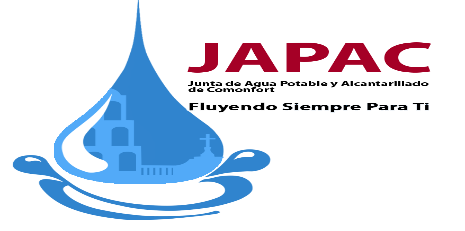 JAPAC
Junta de Agua Potable y Alcantarillado
de Comonfort
Fluyendo Siempre Para Ti